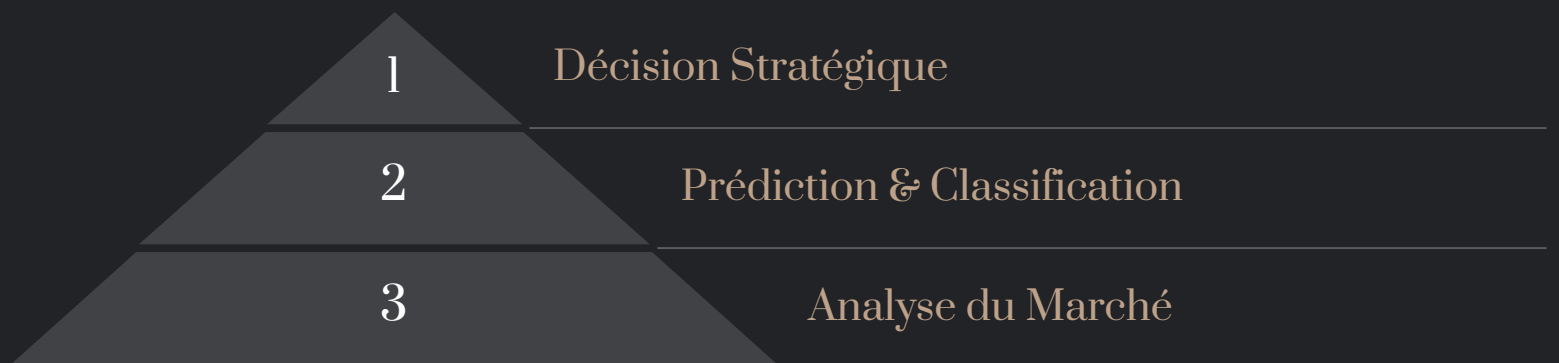 1
Décision Stratégique
2
Prédiction & Classification
3
Analyse du Marché